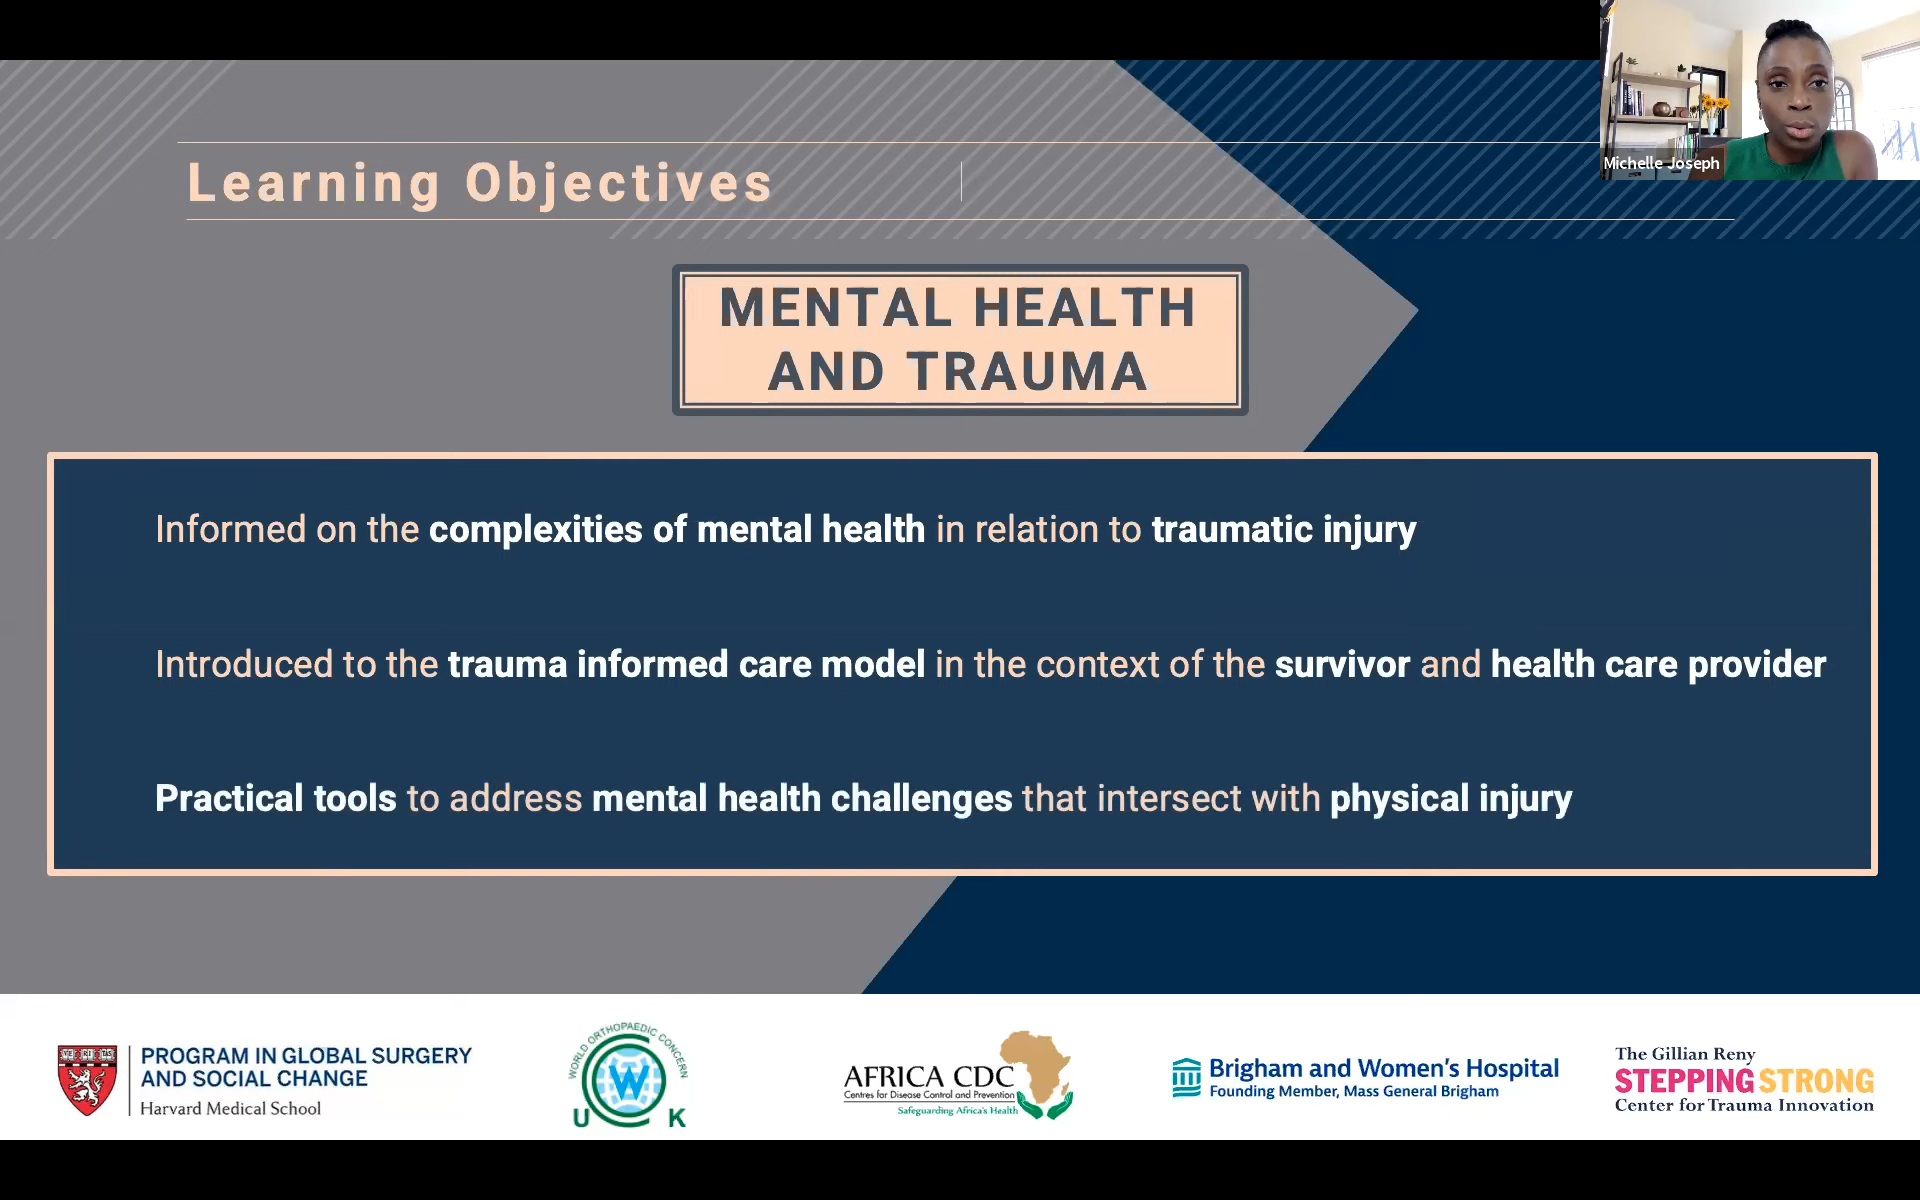 Michelle Joseph
Learning Objectives
MENTAL HEALTH
AND TRAUMA
Informed on the complexities of mental health in relation to traumatic injury
Introduced to the trauma informed care model in the context of the survivor and health care provider
Practical tools to address mental health challenges that intersect with physical injury
VE RI TAS
PROGRAM IN GLOBAL SURGERY
AND SOCIAL CHANGE
Harvard Medical School
WORLD ORTHOPAEDIC CONCERN
W
U K
AFRICA CDC
Centres for Disease Control and Prevention
Safeguarding Africa's Health
Brigham and Women's Hospital
Founding Member, Mass General Brigham
The Gillian Reny
STEPPING STRONG
Center for Trauma Innovation